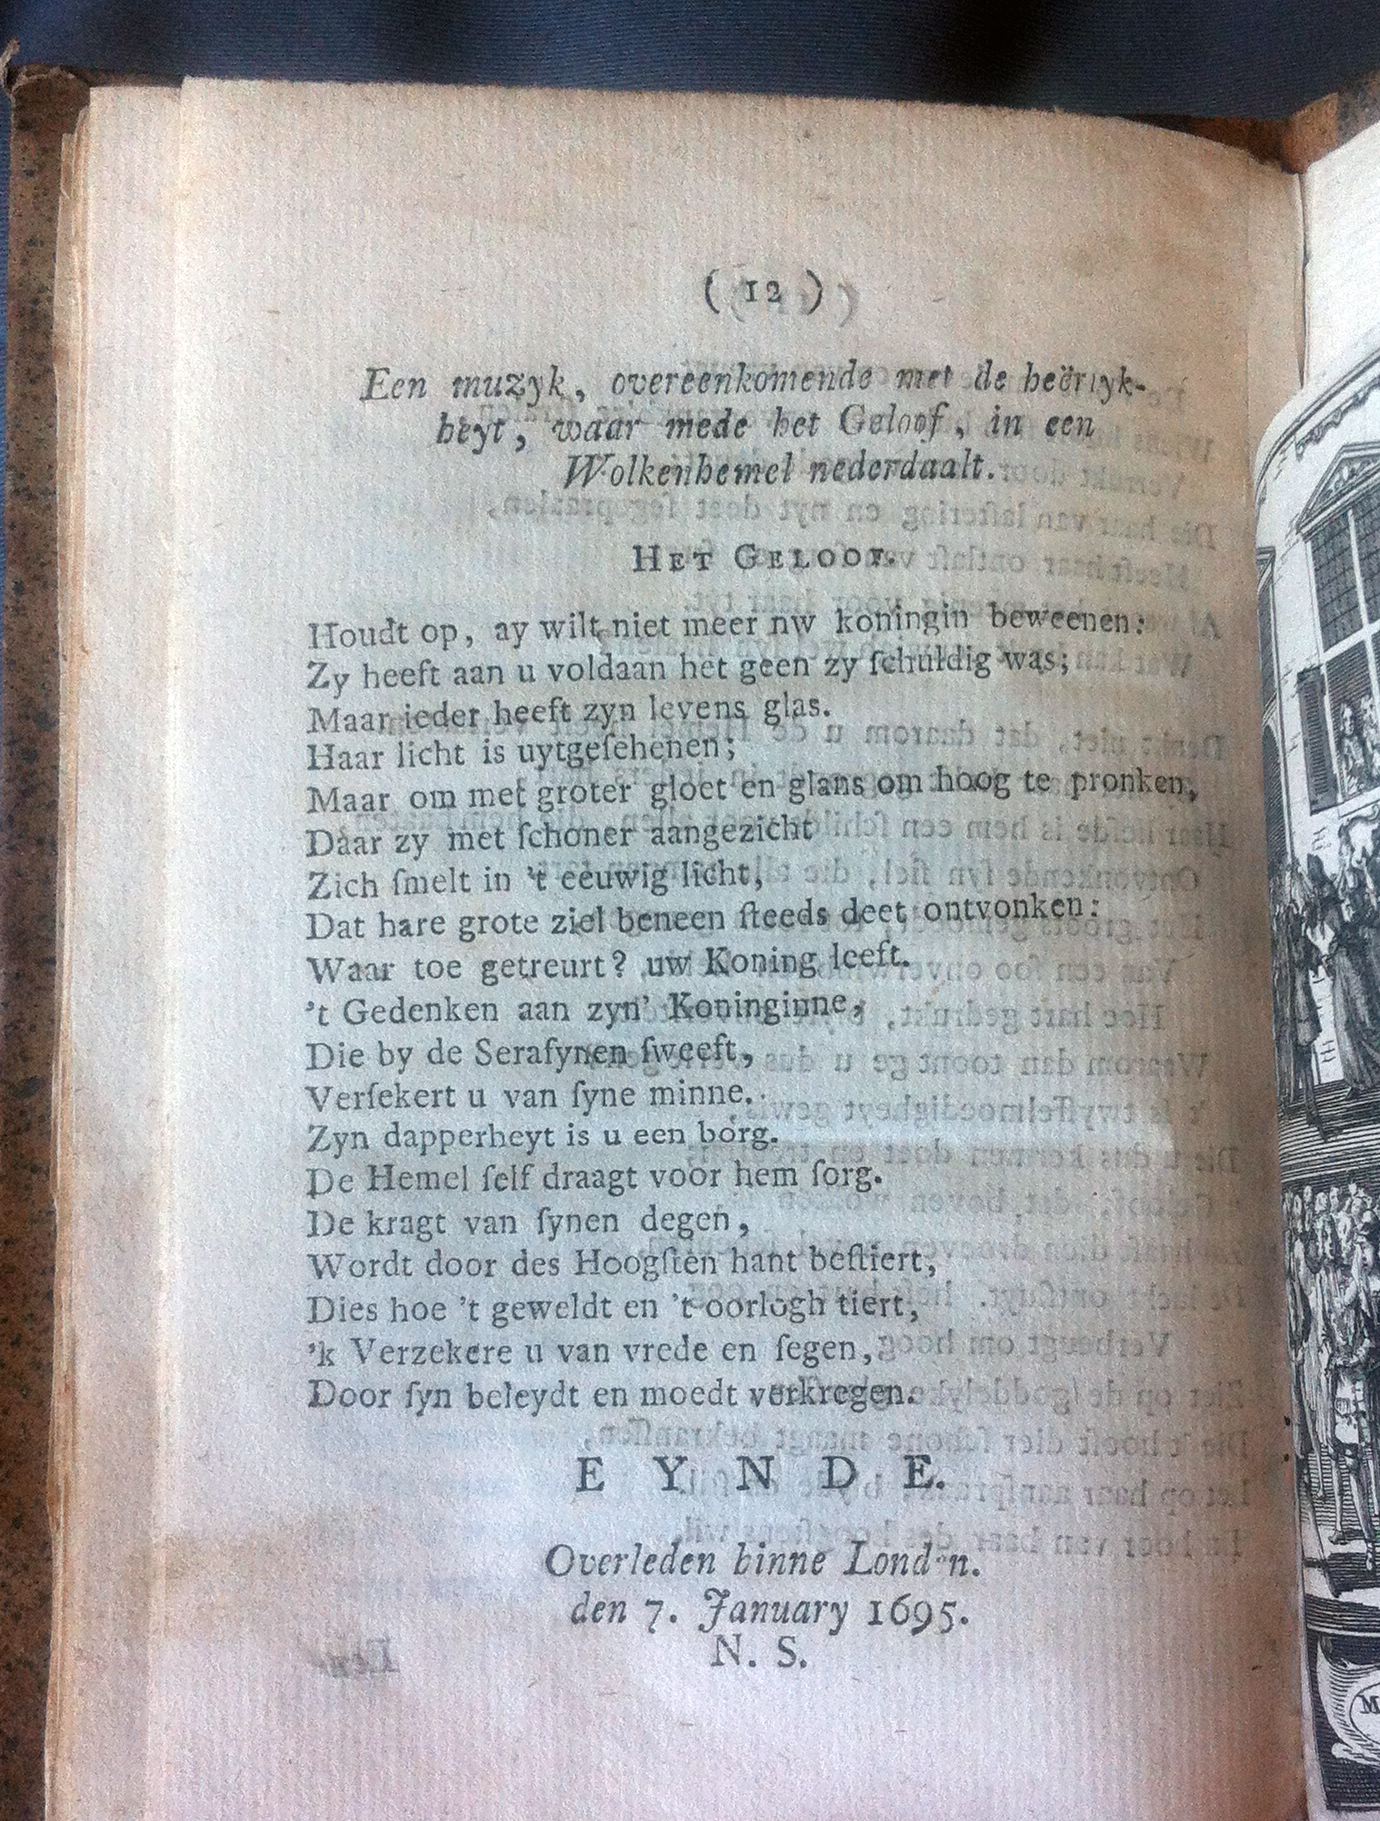 ( 12 )
Een muzyk, overeenkomende met de heerlyk-
heyt, waar mede het Geloof, in een
Wolkenhemel nederdaalt.
HET GELOOF.
Houdt op, ay wilt niet meer uw koningin beweenen:
Zy heeft aan u voldaan het geen zy ſchuldig was;
Maar ieder heeft zyn levens glas.
Haar licht is uytgeſchenen;
Maar om met groter gloet en glans om hoog te pronken,
Daar zy met ſchoner aangezicht
Zich ſmelt in 't eeuwig licht,
Dat hare grote ziel beneen ſteeds deet ontvonken:
Waar toe getreurt? uw Koning leeft.
't Gedenken aan zyn' Koninginne,
Die by de Serafynen ſweeft,
Verſekert u van ſyne minne.
Zyn dapperheyt is u een borg.
De Hemel ſelf draagt voor hem ſorg.
De kragt van ſynen degen,
Wordt door des Hoogſten hant beſtiert,
Dies hoe 't geweldt en 't oorlogh tiert,
'k Verzekere u van vrede en ſegen,
Door ſyn beleydt en moedt verkregen.
E Y N D E.
Overleden binne Londen.
den 7. January 1695.
N. S.
M